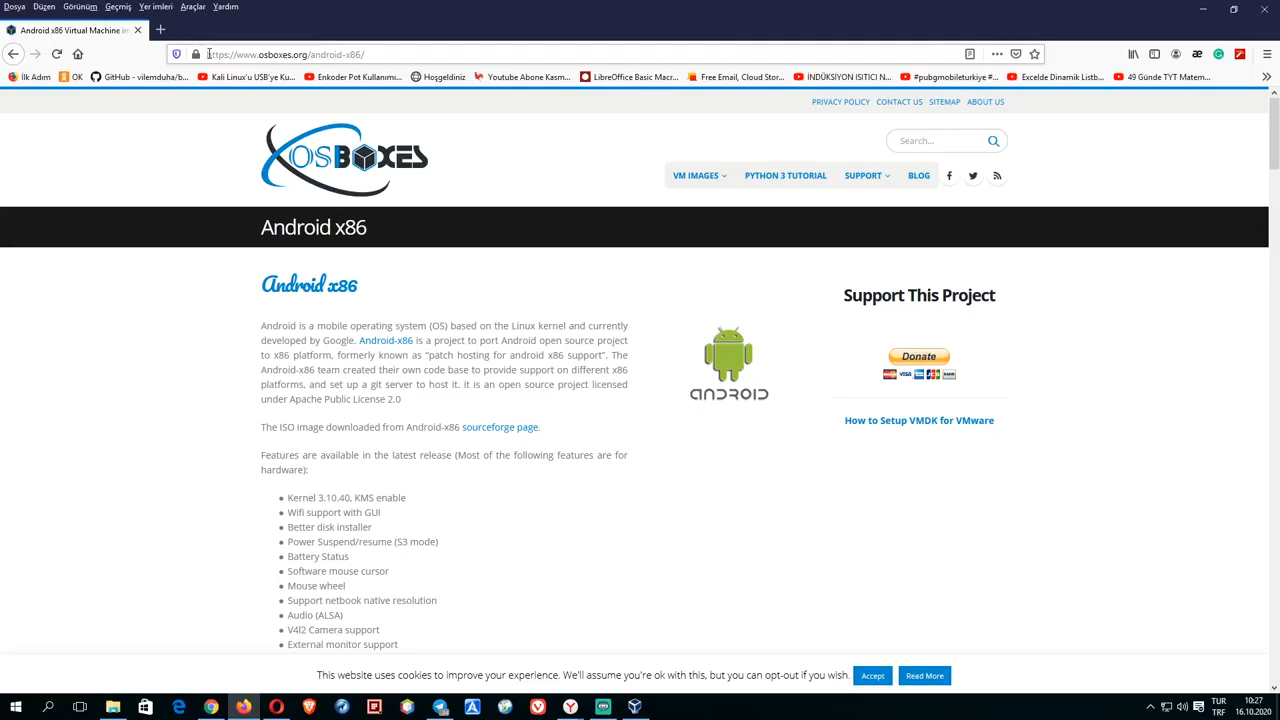 Dosya Düzen Görünüm Geçmiş Yer imleri Araçlar Yardım
Android x86 Virtual Machine im
https://www.osboxes.org/android-x86/
İlk Adım OK GitHub - vilemduha/b... Kali Linux'u USB'ye Ku... Enkoder Pot Kullanımı... Hoşgeldiniz Youtube Abone Kasm... LibreOffice Basic Macr... Free Email, Cloud Stor... İNDÜKSİYON ISITICI N... #pubgmobileturkiye #... Excelde Dinamik Listb... 49 Günde TYT Matem...
PRIVACY POLICY CONTACT US SITEMAP ABOUT US
OSBOXES
Search...
VM IMAGES PYTHON 3 TUTORIAL SUPPORT BLOG
Android x86
Android x86
Android is a mobile operating system (OS) based on the Linux kernel and currently
developed by Google. Android-x86 is a project to port Android open source project
to x86 platform, formerly known as “patch hosting for android x86 support”. The
Android-x86 team created their own code base to provide support on different x86
platforms, and set up a git server to host it. it is an open source project licensed
under Apache Public License 2.0
The ISO image downloaded from Android-x86 sourceforge page.
Features are available in the latest release (Most of the following features are for
hardware):
● Kernel 3.10.40, KMS enable
● Wifi support with GUI
● Better disk installer
● Power Suspend/resume (S3 mode)
● Battery Status
● Software mouse cursor
● Mouse wheel
● Support netbook native resolution
● Audio (ALSA)
● V4l2 Camera support
● External monitor support
ANDROID
Support This Project
Donate
How to Setup VMDK for VMware
This website uses cookies to improve your experience. We'll assume you're ok with this, but you can opt-out if you wish. Accept Read More
TUR
TRF
10:27
16.10.2020